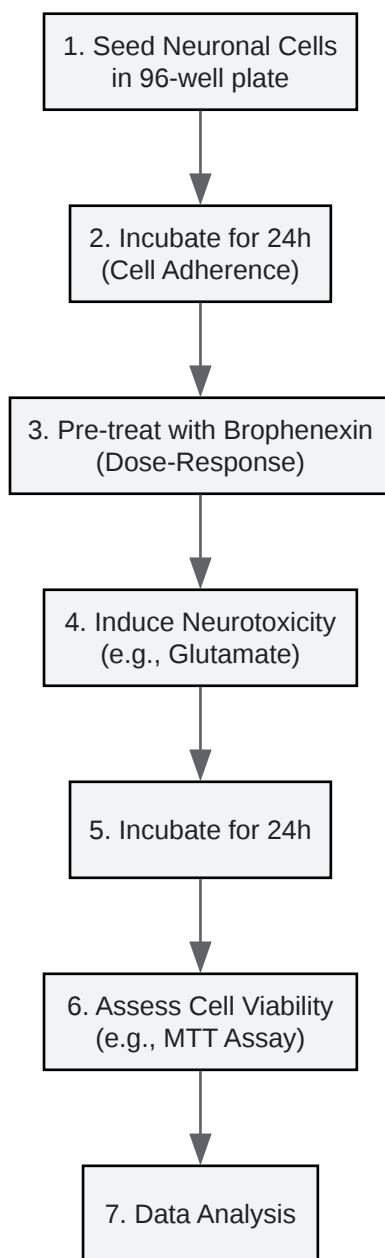 1. Seed Neuronal Cells
in 96-well plate
2. Incubate for 24h
(Cell Adherence)
3. Pre-treat with Brophenexin
(Dose-Response)
4. Induce Neurotoxicity
(e.g., Glutamate)
5. Incubate for 24h
6. Assess Cell Viability
(e.g., MTT Assay)
7. Data Analysis